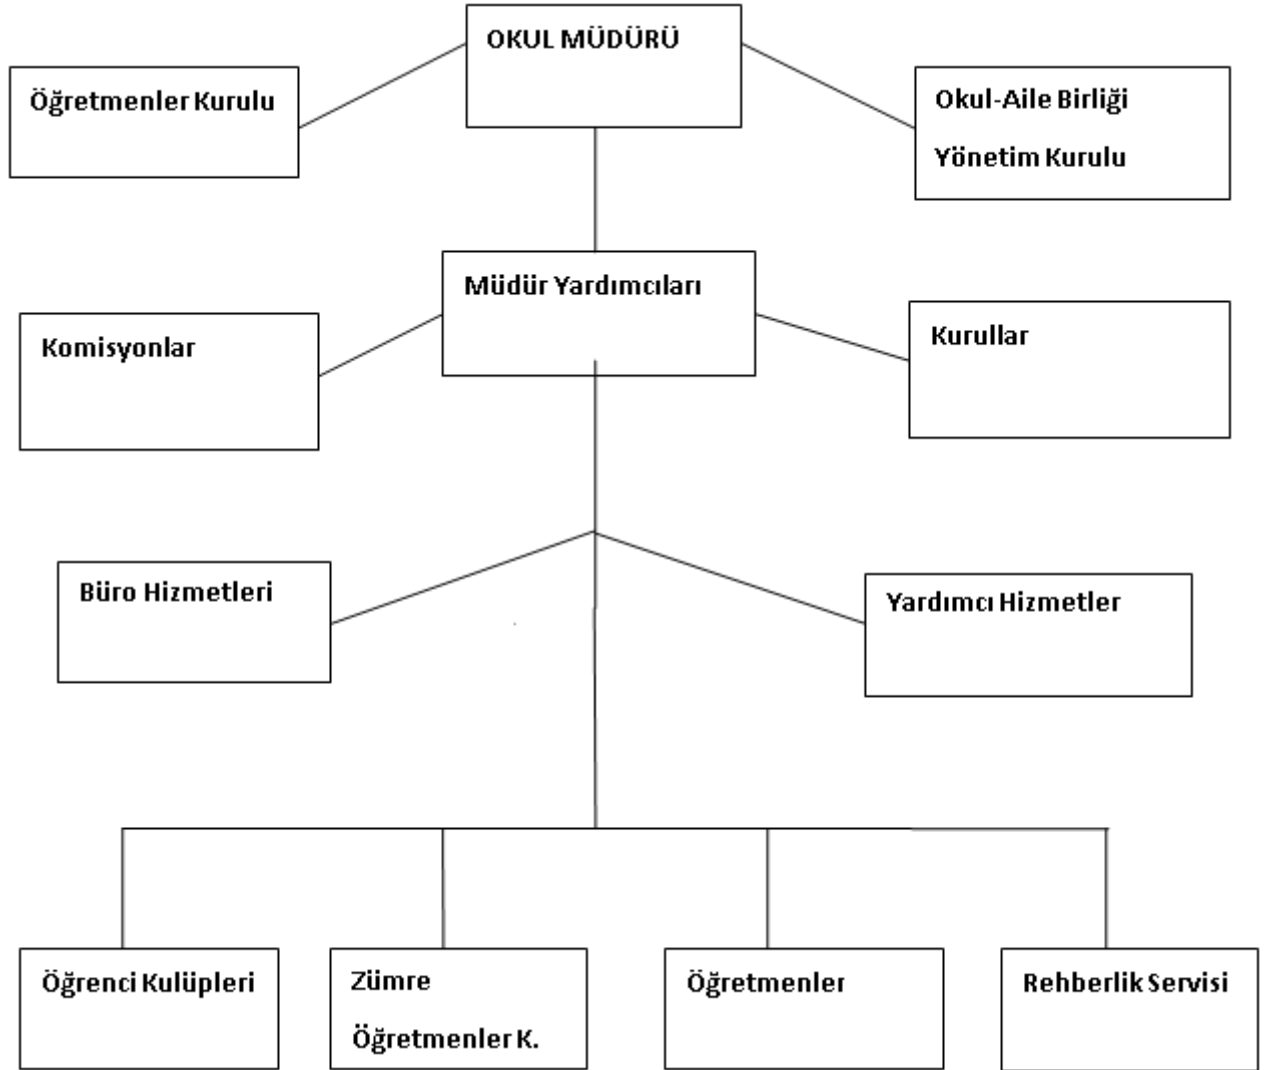 OKUL MÜDÜRÜ
Öğretmenler Kurulu
Okul-Aile Birliği
Yönetim Kurulu
Müdür Yardımcıları
Komisyonlar
Kurullar
Büro Hizmetleri
Yardımcı Hizmetler
Öğrenci Kulüpleri
Zümre
Öğretmenler K.
Öğretmenler
Rehberlik Servisi